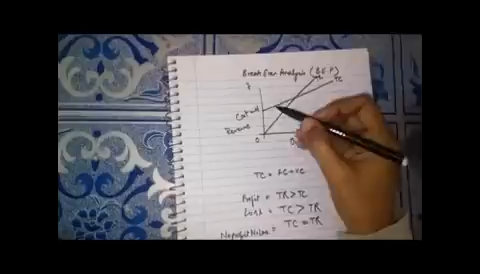 Break Even Analysis (B.E.P)
TR
TC
Y
Cost and
Revenue
O
TC = FC+VC
Profit = TR>TC
Loss = TC > TR
No profit No loss = TC = TR